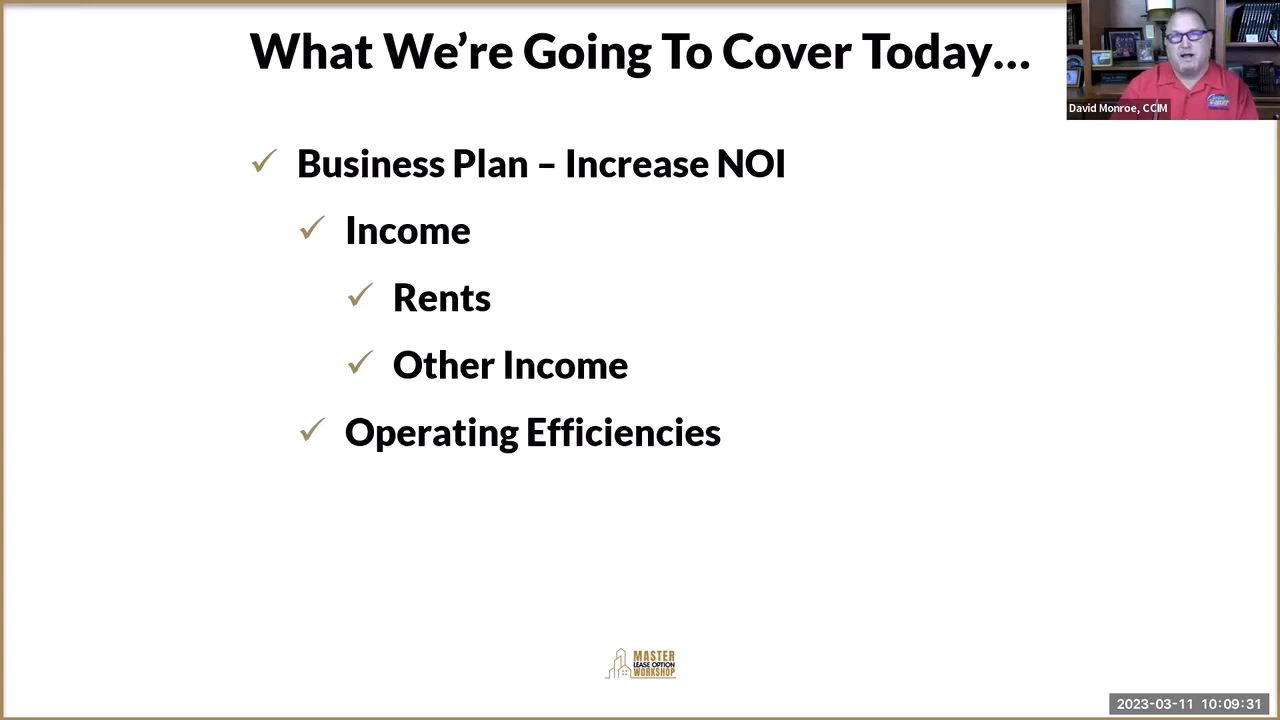 What We’re Going To Cover Today...
David Monroe, CCIM
Business Plan – Increase NOI
Income
Rents
Other Income
Operating Efficiencies
MASTER
LEASE OPTION
WORKSHOP
2023-03-11 10:09:31